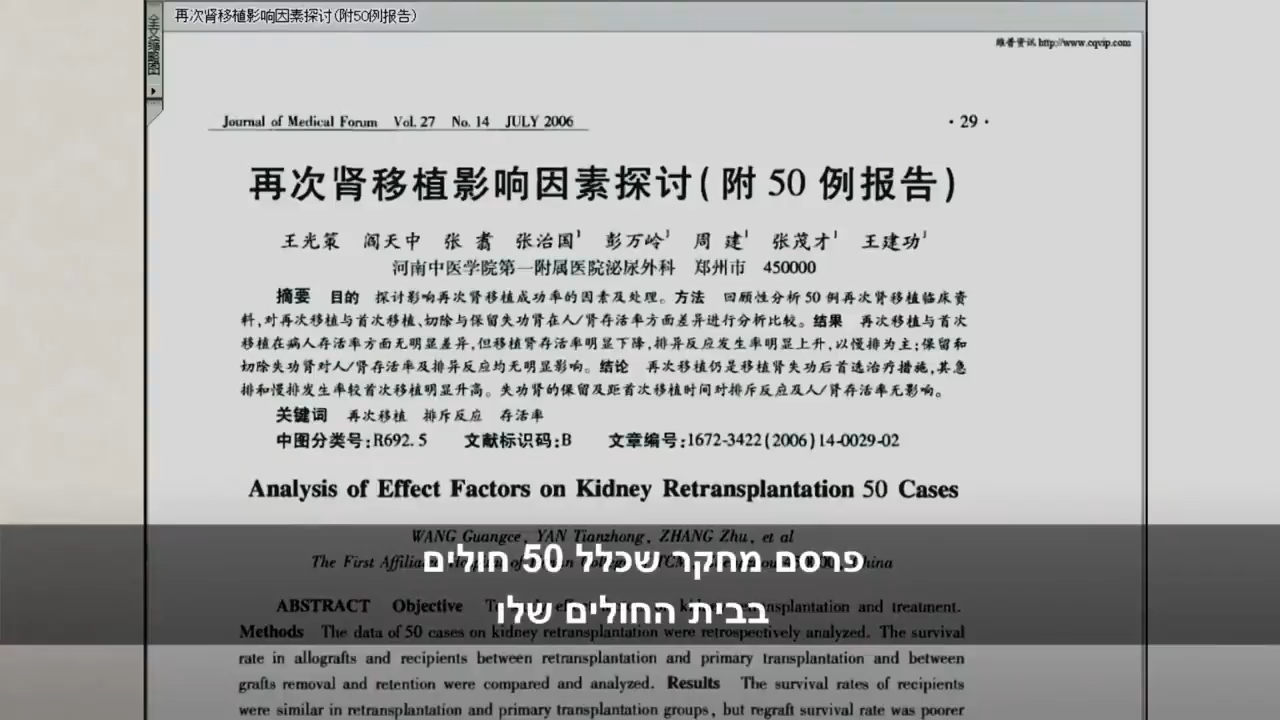 再次肾移植影响因素探讨(附50例报告)
全文缩略图
维普资讯 http://www.cqvip.com
Journal of Medical Forum Vol. 27 No. 14 JULY 2006
· 29 ·
再次肾移植影响因素探讨(附 50 例报告)
王光策 阎天中 张 翥 张治国¹ 彭万岭¹ 周 建¹ 张茂才¹ 王建功¹
河南中医学院第一附属医院泌尿外科 郑州市 450000
摘要 目的 探讨影响再次肾移植成功率的因素及处理。方法 回顾性分析 50 例再次肾移植临床资
料,对再次移植与首次移植、切除与保留失功肾在人/肾存活率方面差异进行分析比较。结果 再次移植与首次
移植在病人存活率方面无明显差异,但移植肾存活率明显下降,排异反应发生率明显上升,以慢排为主;保留和
切除失功肾对人/肾存活率及排异反应均无明显影响。结论 再次移植仍是移植肾失功后首选治疗措施,其急
排和慢排发生率较首次移植明显升高。失功肾的保留及距首次移植时间对排斥反应及人/肾存活率无影响。
关键词 再次移植 排斥反应 存活率
中图分类号:R692.5 文献标识码:B 文章编号:1672-3422(2006)14-0029-02
Analysis of Effect Factors on Kidney Retransplantation 50 Cases
WANG Guangce, YAN Tianzhong, ZHANG Zhu, et al
The First China
פרסם מחקר שכלל 50 חולים
בבית החולים שלו
ABSTRACT Objective retransplantation and treatment.
Methods The data of 50 cases on kidney retransplantation were retrospectively analyzed. The survival
rate in allografts and recipients between retransplantation and primary transplantation and between
grafts removal and retention were compared and analyzed. Results The survival rates of recipients
were similar in retransplantation and primary transplantation groups, but regraft survival rate was poorer